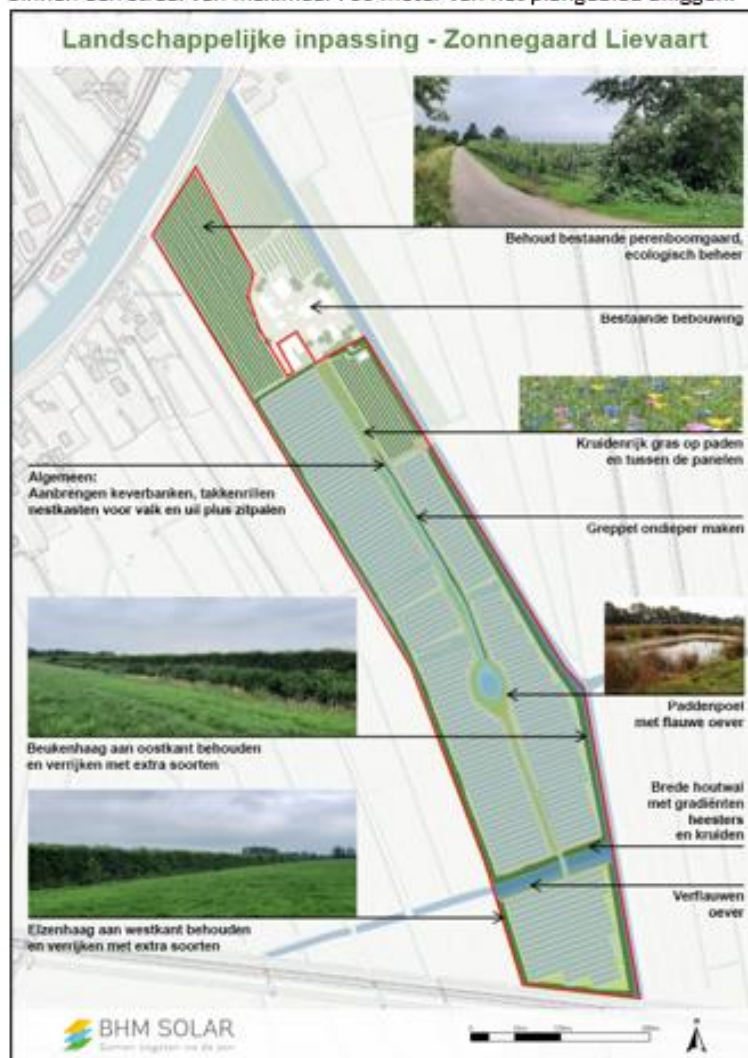 Landschappelijke inpassing - Zonnegaard Lievaart
Behoud bestaande perenboomgaard,
ecologisch beheer
Bestaande bebouwing
Kruidenrijk gras op paden
en tussen de panelen
Algemeen:
Aanbrengen keverbanken, takkenrillen
nestkasten voor valk en uil plus zitpalen
Greppel ondieper maken
Paddenpoel
met flauwe oever
Beukenhaag aan oostkant behouden
en verrijken met extra soorten
Brede houtwal
met gradiënten
heesters
en kruiden
Verflauwen
oever
Elzenhaag aan westkant behouden
en verrijken met extra soorten
BHM SOLAR